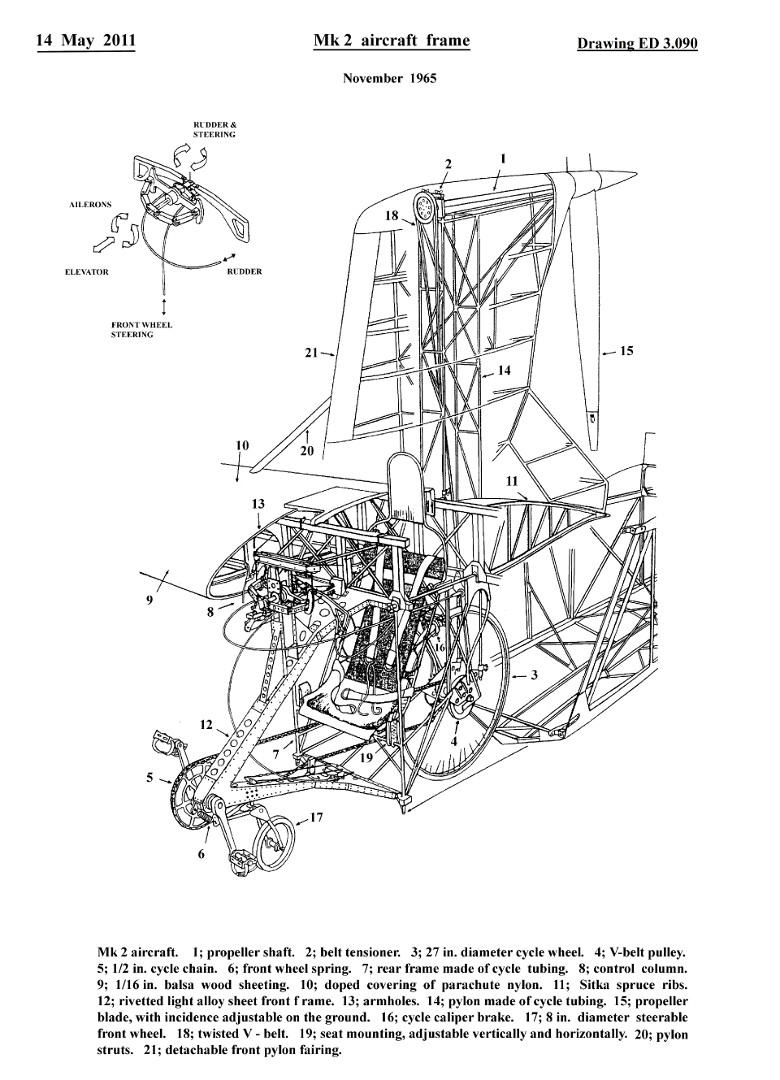 14 May 2011
Mk 2 aircraft frame
Drawing ED 3.090
November 1965
RUDDER &
STEERING
AILERONS
ELEVATOR
RUDDER
FRONT WHEEL
STEERING
2
1
18
21
15
14
20
10
11
13
9
8
16
3
12
7
19
4
5
17
6
Mk 2 aircraft. 1; propeller shaft. 2; belt tensioner. 3; 27 in. diameter cycle wheel. 4; V-belt pulley.
5; 1/2 in. cycle chain. 6; front wheel spring. 7; rear frame made of cycle tubing. 8; control column.
9; 1/16 in. balsa wood sheeting. 10; doped covering of parachute nylon. 11; Sitka spruce ribs.
12; rivetted light alloy sheet front f rame. 13; armholes. 14; pylon made of cycle tubing. 15; propeller
blade, with incidence adjustable on the ground. 16; cycle caliper brake. 17; 8 in. diameter steerable
front wheel. 18; twisted V - belt. 19; seat mounting, adjustable vertically and horizontally. 20; pylon
struts. 21; detachable front pylon fairing.